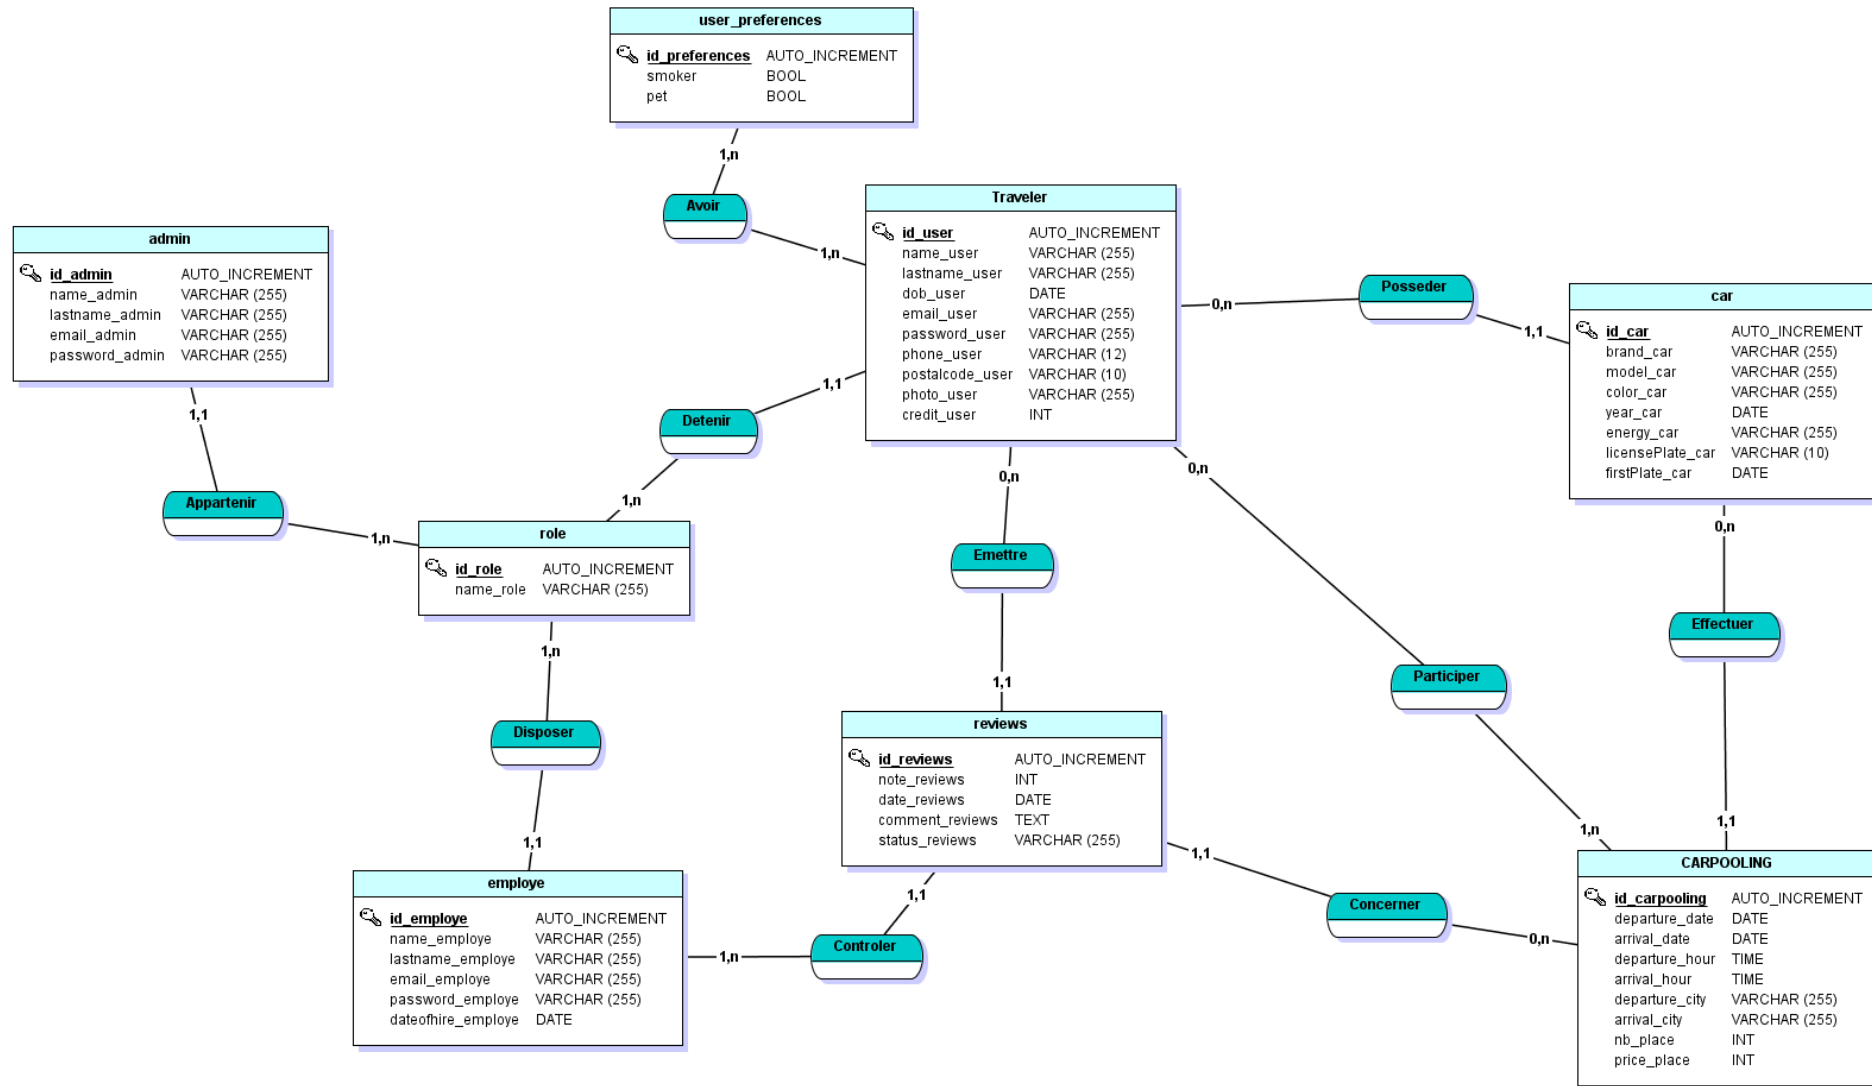 user_preferences
id_preferences AUTO_INCREMENT
smoker BOOL
pet BOOL
1,n
Avoir
1,n
Traveler
id_user AUTO_INCREMENT
name_user VARCHAR (255)
lastname_user VARCHAR (255)
dob_user DATE
email_user VARCHAR (255)
password_user VARCHAR (255)
phone_user VARCHAR (12)
postalcode_user VARCHAR (10)
photo_user VARCHAR (255)
credit_user INT
admin
id_admin AUTO_INCREMENT
name_admin VARCHAR (255)
lastname_admin VARCHAR (255)
email_admin VARCHAR (255)
password_admin VARCHAR (255)
0,n
Posseder
1,1
car
id_car AUTO_INCREMENT
brand_car VARCHAR (255)
model_car VARCHAR (255)
color_car VARCHAR (255)
year_car DATE
energy_car VARCHAR (255)
licensePlate_car VARCHAR (10)
firstPlate_car DATE
1,1
Detenir
1,n
1,1
Appartenir
1,n
role
id_role AUTO_INCREMENT
name_role VARCHAR (255)
0,n
Emettre
1,1
0,n
Participer
1,n
0,n
Effectuer
1,1
1,n
Disposer
1,1
reviews
id_reviews AUTO_INCREMENT
note_reviews INT
date_reviews DATE
comment_reviews TEXT
status_reviews VARCHAR (255)
employe
id_employe AUTO_INCREMENT
name_employe VARCHAR (255)
lastname_employe VARCHAR (255)
email_employe VARCHAR (255)
password_employe VARCHAR (255)
dateofhire_employe DATE
1,1
Controler
1,n
1,1
Concerner
0,n
CARPOOLING
id_carpooling AUTO_INCREMENT
departure_date DATE
arrival_date DATE
departure_hour TIME
arrival_hour TIME
departure_city VARCHAR (255)
arrival_city VARCHAR (255)
nb_place INT
price_place INT